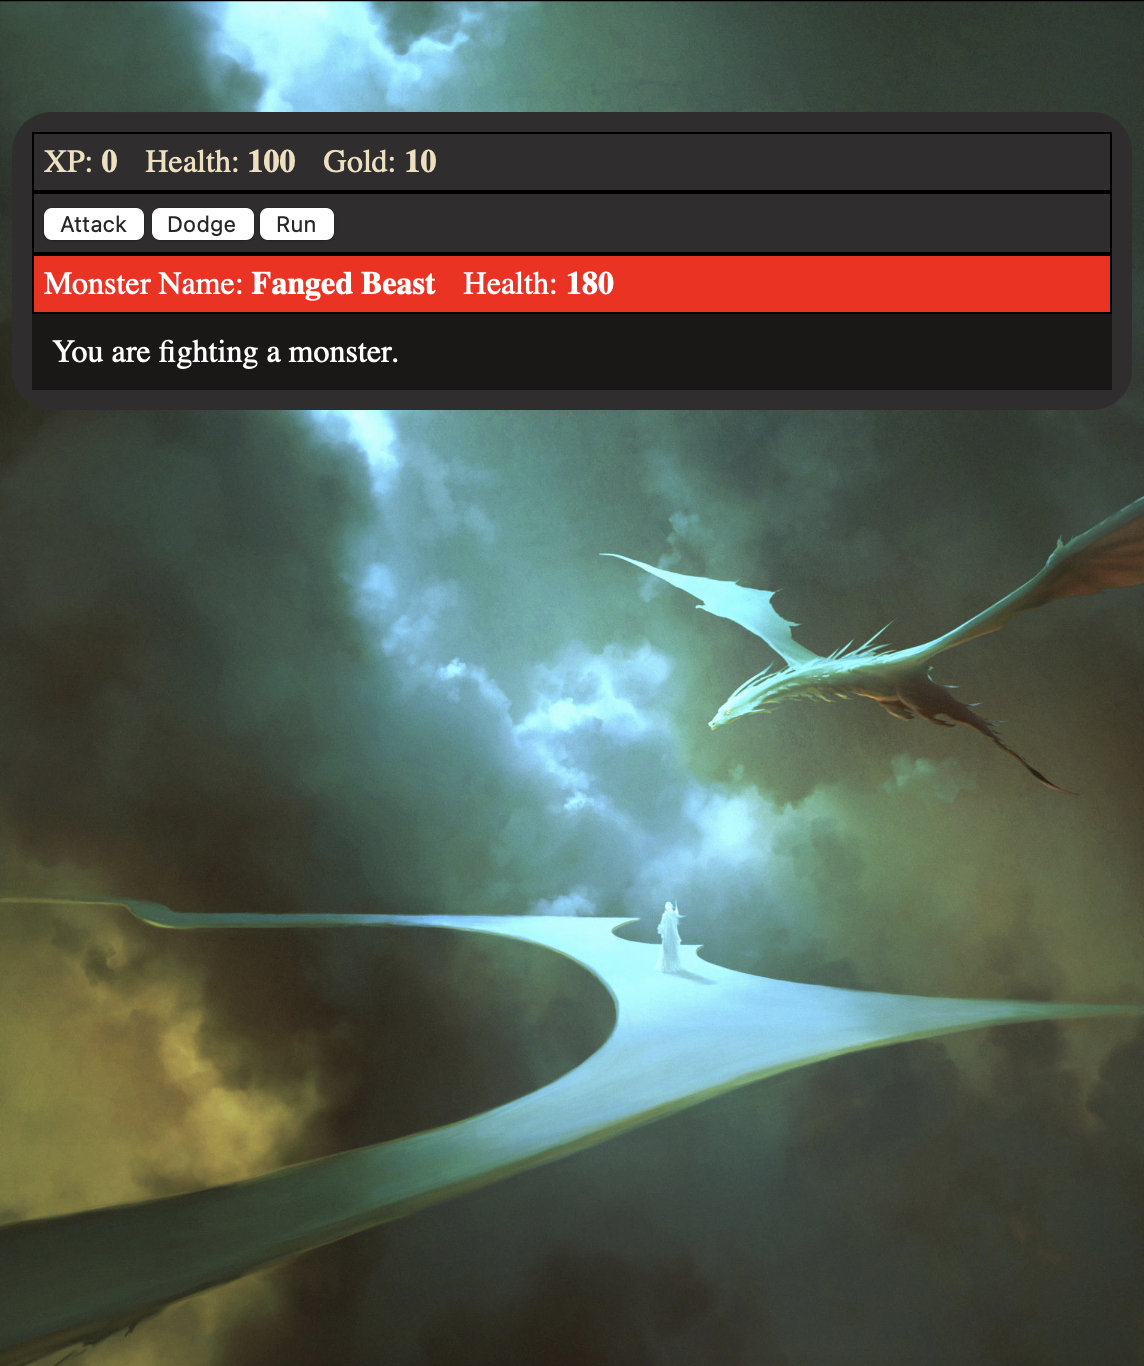 XP: 0 Health: 100 Gold: 10
Attack Dodge Run
Monster Name: Fanged Beast Health: 180
You are fighting a monster.